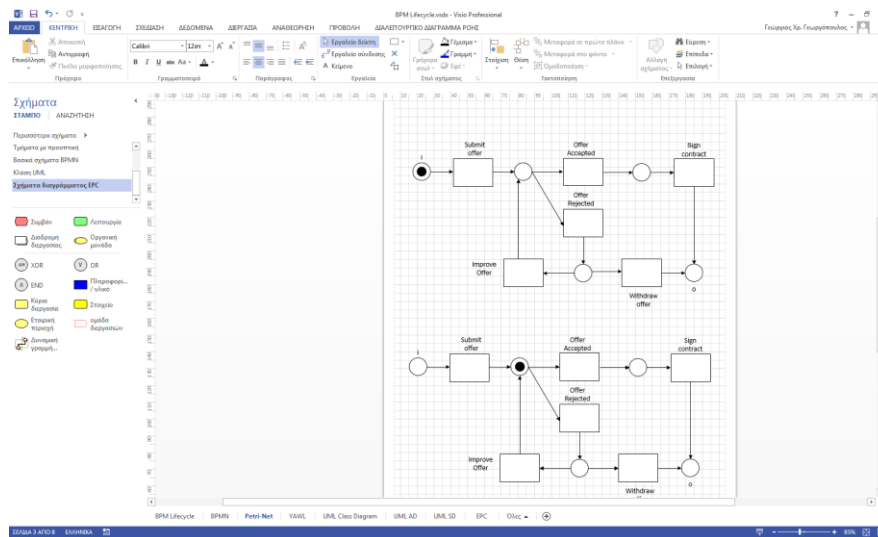 BPM Lifecycle.vsdx - Visio Professional
ΑΡΧΕΙΟ ΚΕΝΤΡΙΚΗ ΕΙΣΑΓΩΓΗ ΣΧΕΔΙΑΣΗ ΔΕΔΟΜΕΝΑ ΔΙΕΡΓΑΣΙΑ ΑΝΑΘΕΩΡΗΣΗ ΠΡΟΒΟΛΗ ΔΙΑΛΕΙΤΟΥΡΓΙΚΟ ΔΙΑΓΡΑΜΜΑ ΡΟΗΣ Γεώργιος Χρ. Γεωργόπουλος
Επικόλληση
Αποκοπή
Αντιγραφή
Πινέλο μορφοποίησης
Πρόχειρο
Calibri 12στ
Γραμματοσειρά
Παράγραφος
Εργαλείο δείκτη
Εργαλείο σύνδεσης
Κείμενο
Εργαλεία
Γρήγορα στυλ
Γέμισμα
Γραμμή
Εφέ
Στυλ σχήματος
Στοίχιση Θέση
Μεταφορά σε πρώτο πλάνο
Μεταφορά στο φόντο
Ομαδοποίηση
Τακτοποίηση
Αλλαγή σχήματος
Εύρεση
Επίπεδα
Επιλογή
Επεξεργασία
Σχήματα
ΣΤΑΜΠΟ ΑΝΑΖΗΤΗΣΗ
Περισσότερα σχήματα
Τμήματα με προοπτική
Βασικά σχήματα BPMN
Κλάση UML
Σχήματα διαγράμματος EPC
Συμβάν Λειτουργία
Διαδρομή διεργασίας
Οργανική μονάδα
XOR OR
END
Πληροφορί... / υλικό
Κύρια διεργασία
Στοιχείο
Εταιρική περιοχή
ομάδα διεργασιών
Δυναμική γραμμή...
Submit
offer
Offer
Accepted
Sign
contract
i
Offer
Rejected
Improve
Offer
Withdraw
offer
o
Submit
offer
Offer
Accepted
Sign
contract
i
Offer
Rejected
Improve
Offer
Withdraw
o
BPM Lifecycle BPMN Petri-Net YAWL UML Class Diagram UML AD UML SD EPC Όλες
ΣΕΛΙΔΑ 3 ΑΠΟ 8 ΕΛΛΗΝΙΚΑ 85%